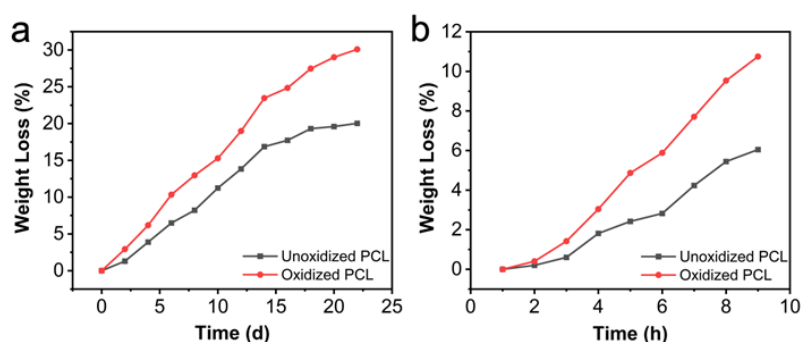 a
30
25
20
15
10
5
0
Weight Loss (%)
Unoxidized PCL
Oxidized PCL
0 5 10 15 20 25
Time (d)
b
12
10
8
6
4
2
0
Weight Loss (%)
Unoxidized PCL
Oxidized PCL
0 2 4 6 8 10
Time (h)